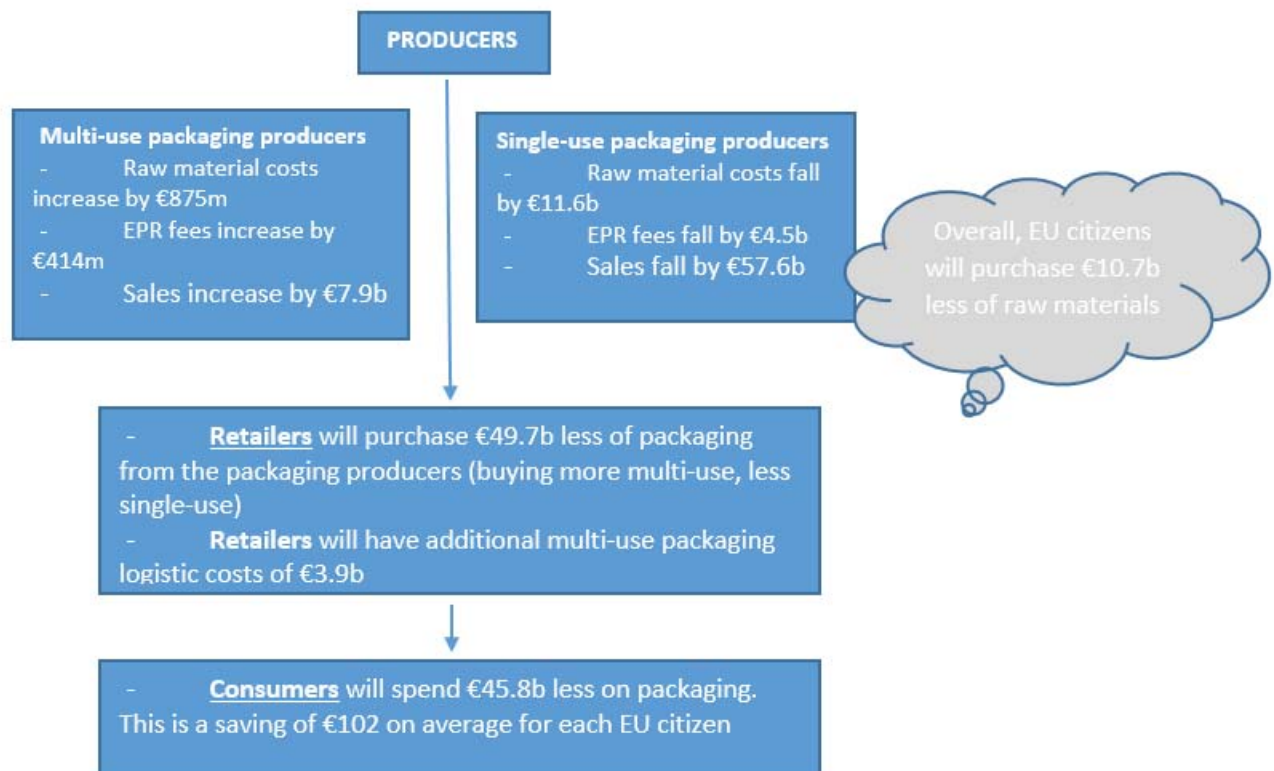 PRODUCERS
Multi-use packaging producers
- Raw material costs
increase by €875m
- EPR fees increase by
€414m
- Sales increase by €7.9b
Single-use packaging producers
- Raw material costs fall
by €11.6b
- EPR fees fall by €4.5b
- Sales fall by €57.6b
Overall, EU citizens
will purchase €10.7b
less of raw materials
- Retailers will purchase €49.7b less of packaging
from the packaging producers (buying more multi-use, less
single-use)
- Retailers will have additional multi-use packaging
logistic costs of €3.9b
- Consumers will spend €45.8b less on packaging.
This is a saving of €102 on average for each EU citizen